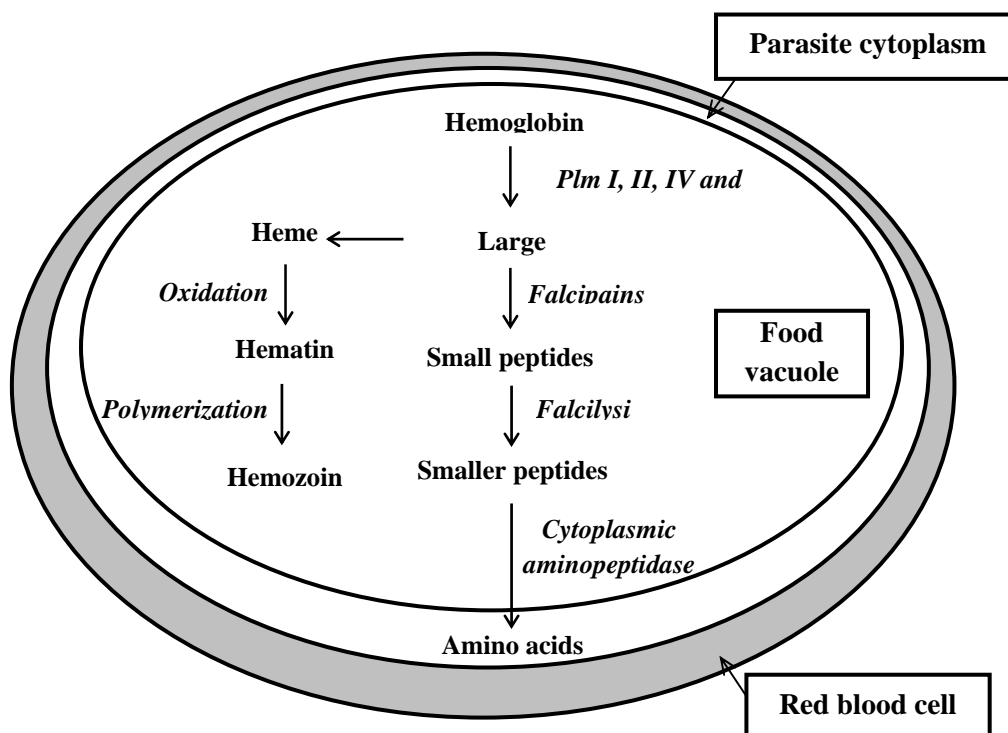 Parasite cytoplasm
Hemoglobin
Plm I, II, IV and
Heme
Large
Oxidation
Falcipains
Hematin
Small peptides
Food
vacuole
Polymerization
Falcilysi
Hemozoin
Smaller peptides
Cytoplasmic
aminopeptidase
Amino acids
Red blood cell